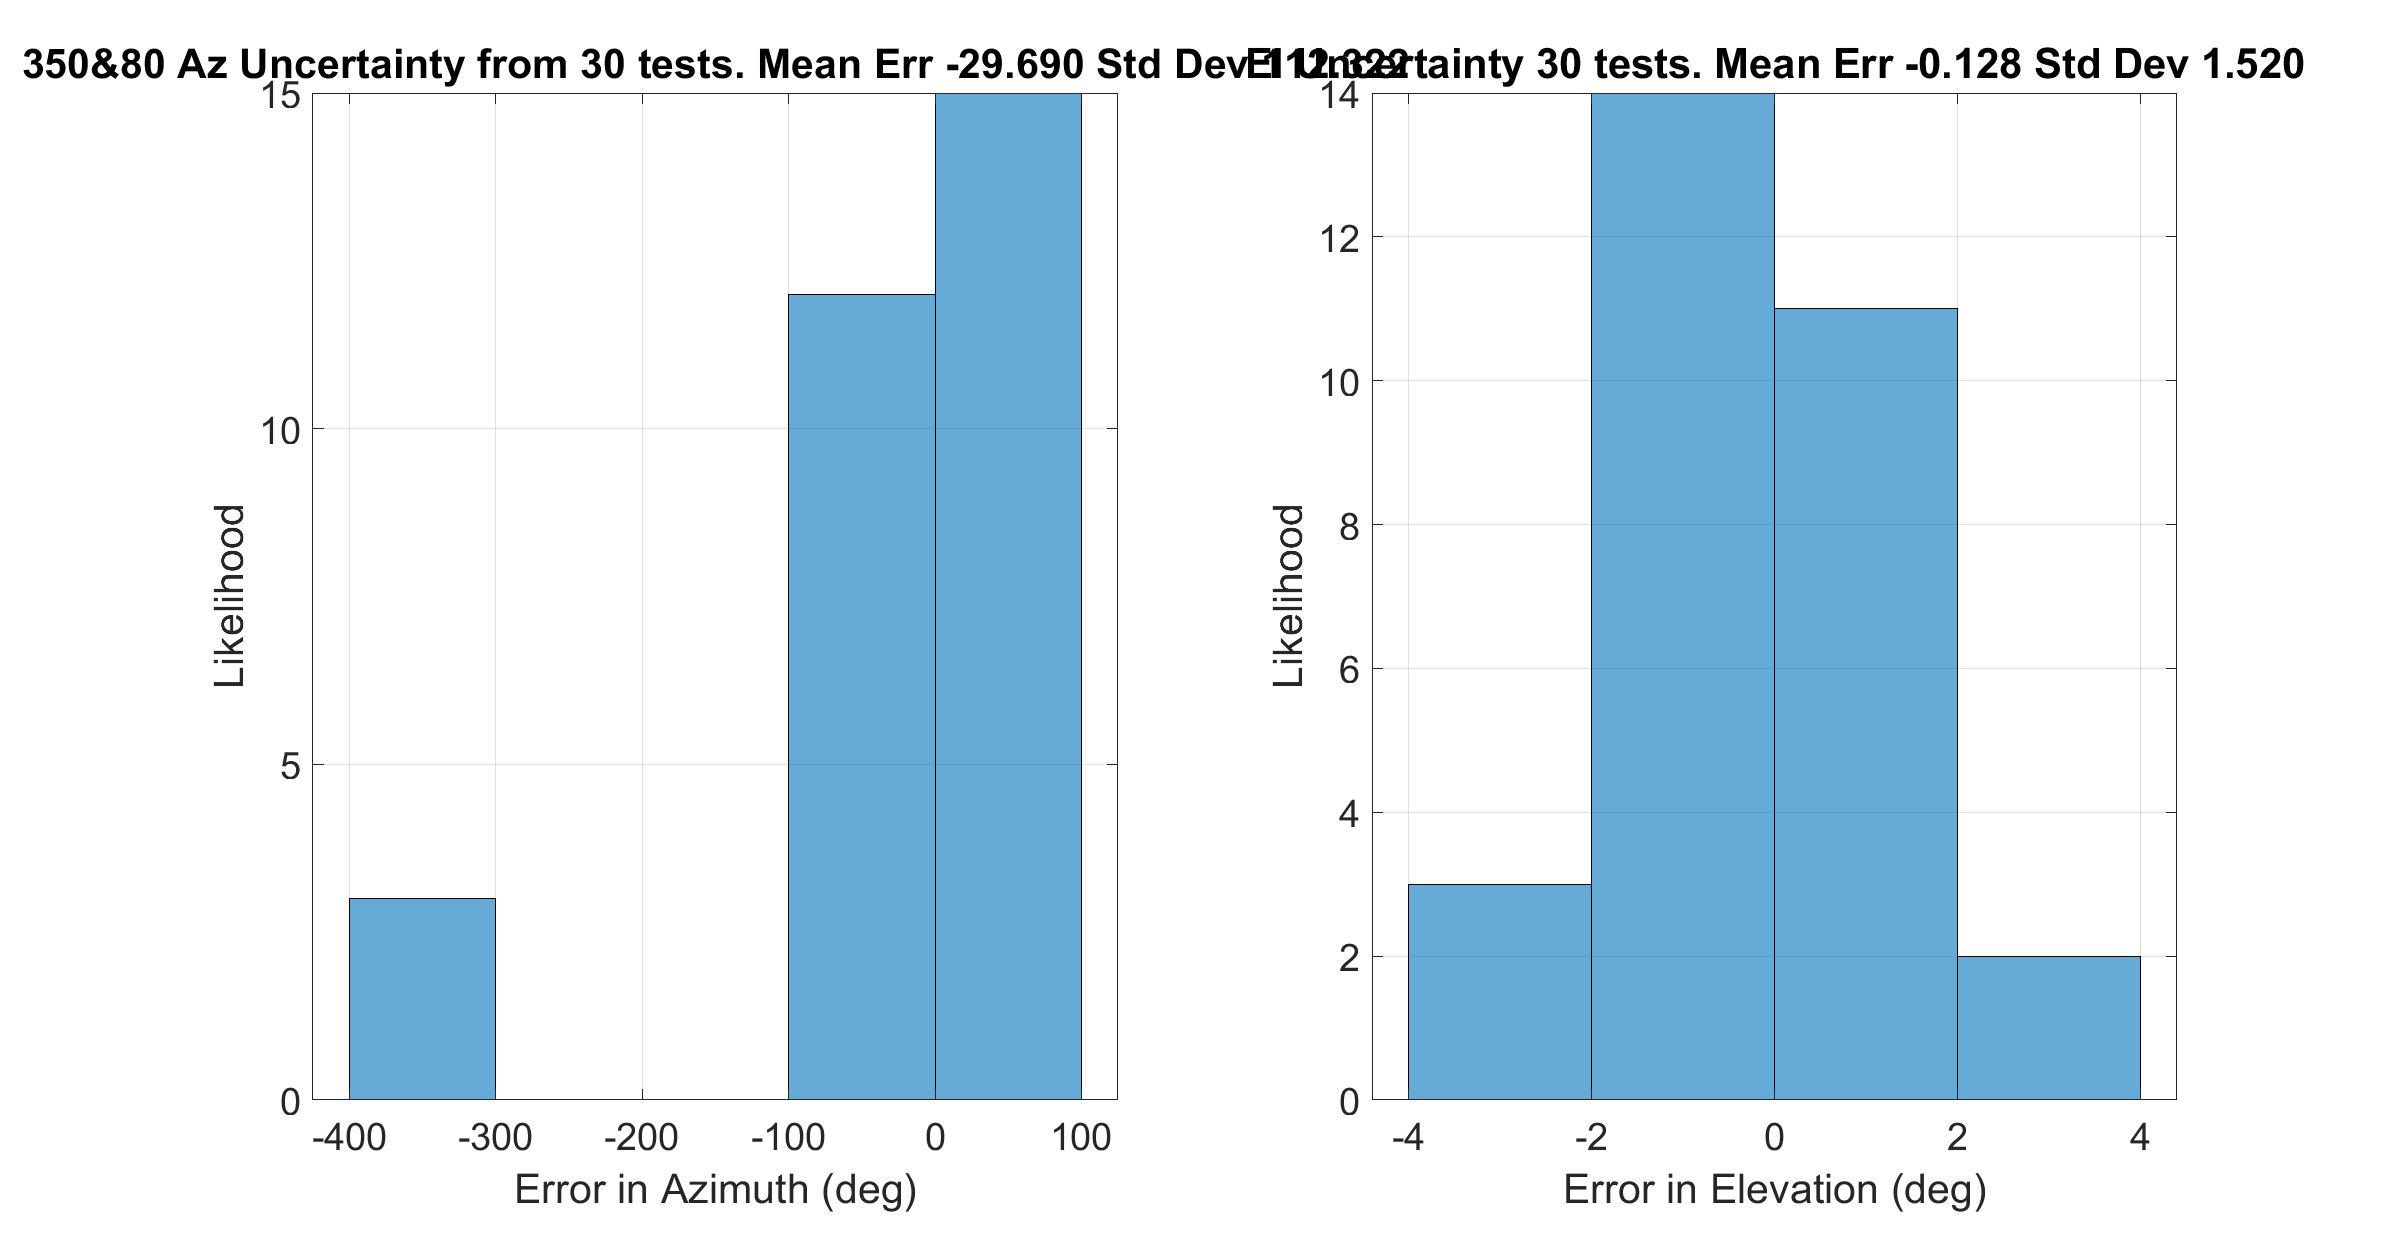 350&80 Az Uncertainty from 30 tests. Mean Err -29.690 Std Dev 112.322
El Uncertainty 30 tests. Mean Err -0.128 Std Dev 1.520
15
10
5
0
Likelihood
-400 -300 -200 -100 0 100
Error in Azimuth (deg)
14
12
10
8
6
4
2
0
Likelihood
-4 -2 0 2 4
Error in Elevation (deg)